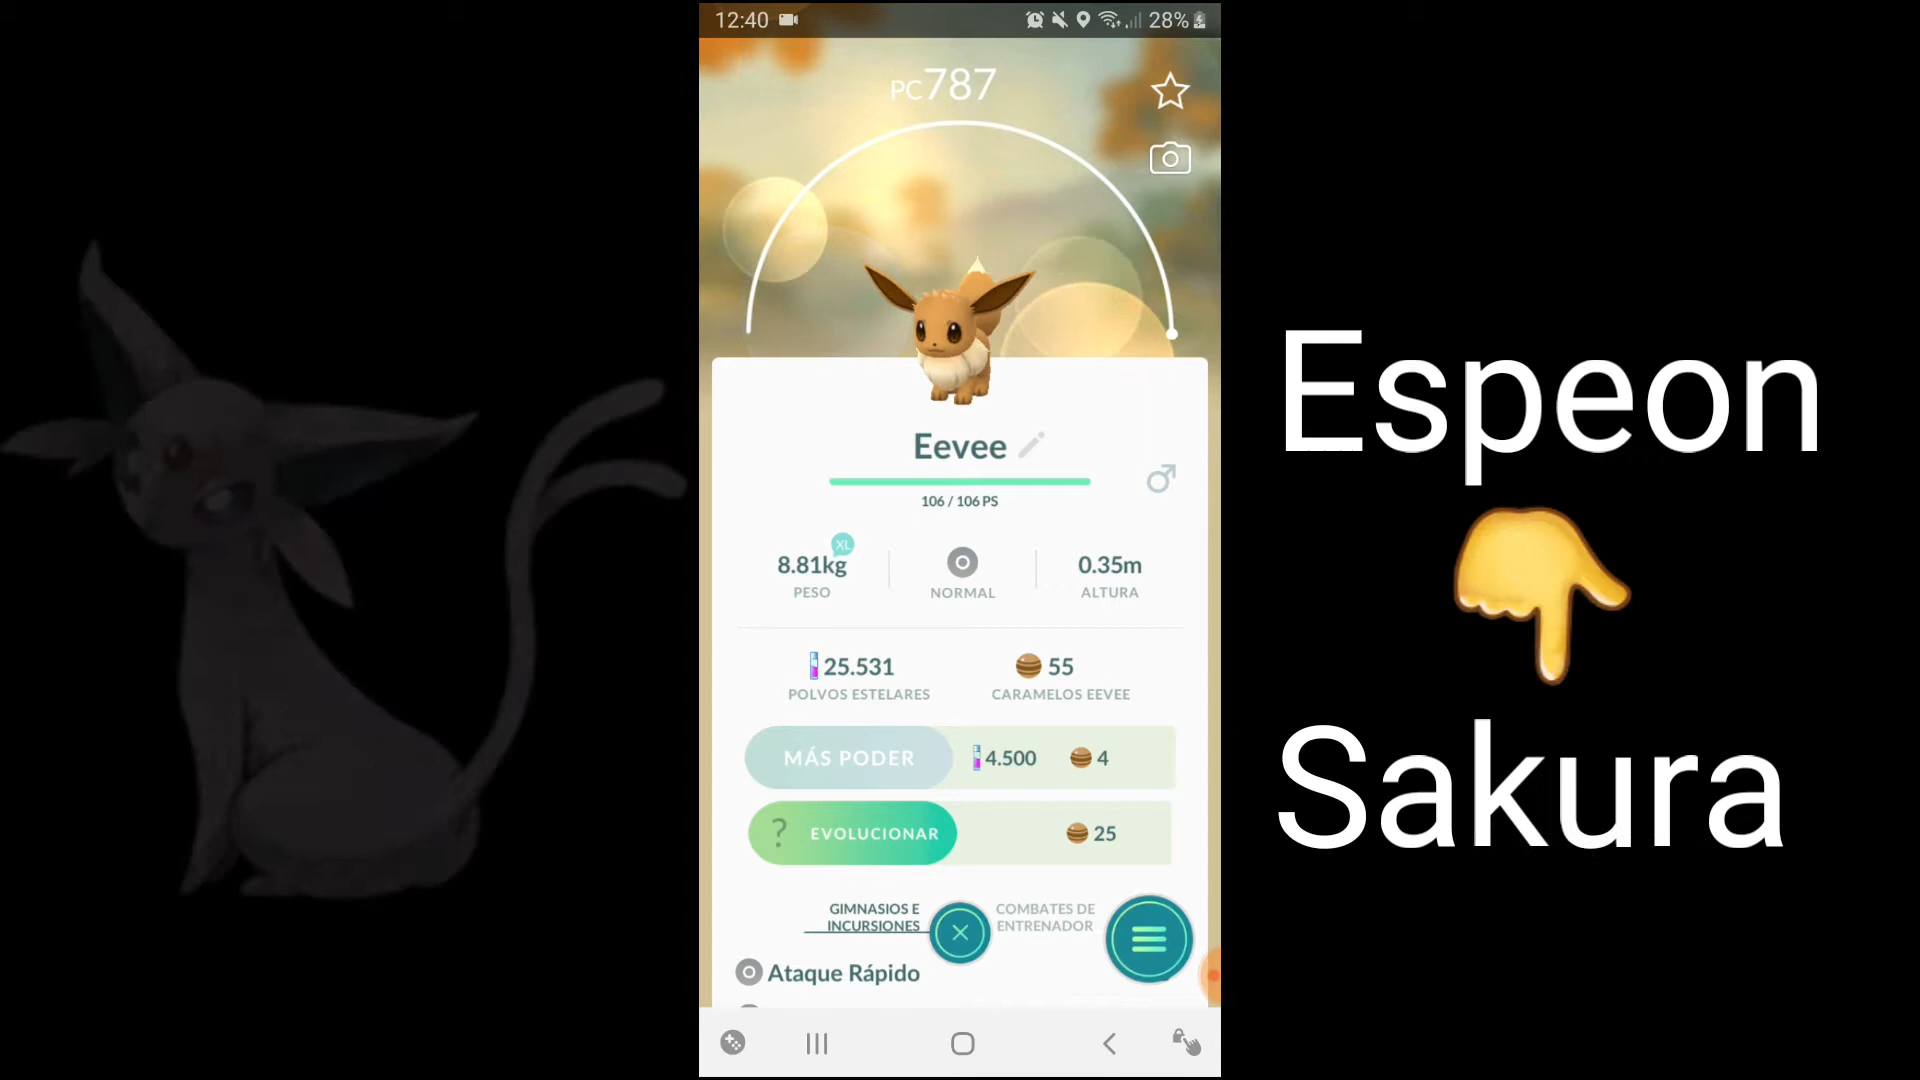 12:40
28%
PC787
Eevee
106 / 106 PS
XL
8.81kg
PESO
NORMAL
0.35m
ALTURA
25.531
POLVOS ESTELARES
55
CARAMELOS EEVEE
MÁS PODER
4.500
4
? EVOLUCIONAR
25
GIMNASIOS E
INCURSIONES
COMBATES DE
ENTRENADOR
Ataque Rápido
Espeon
Sakura